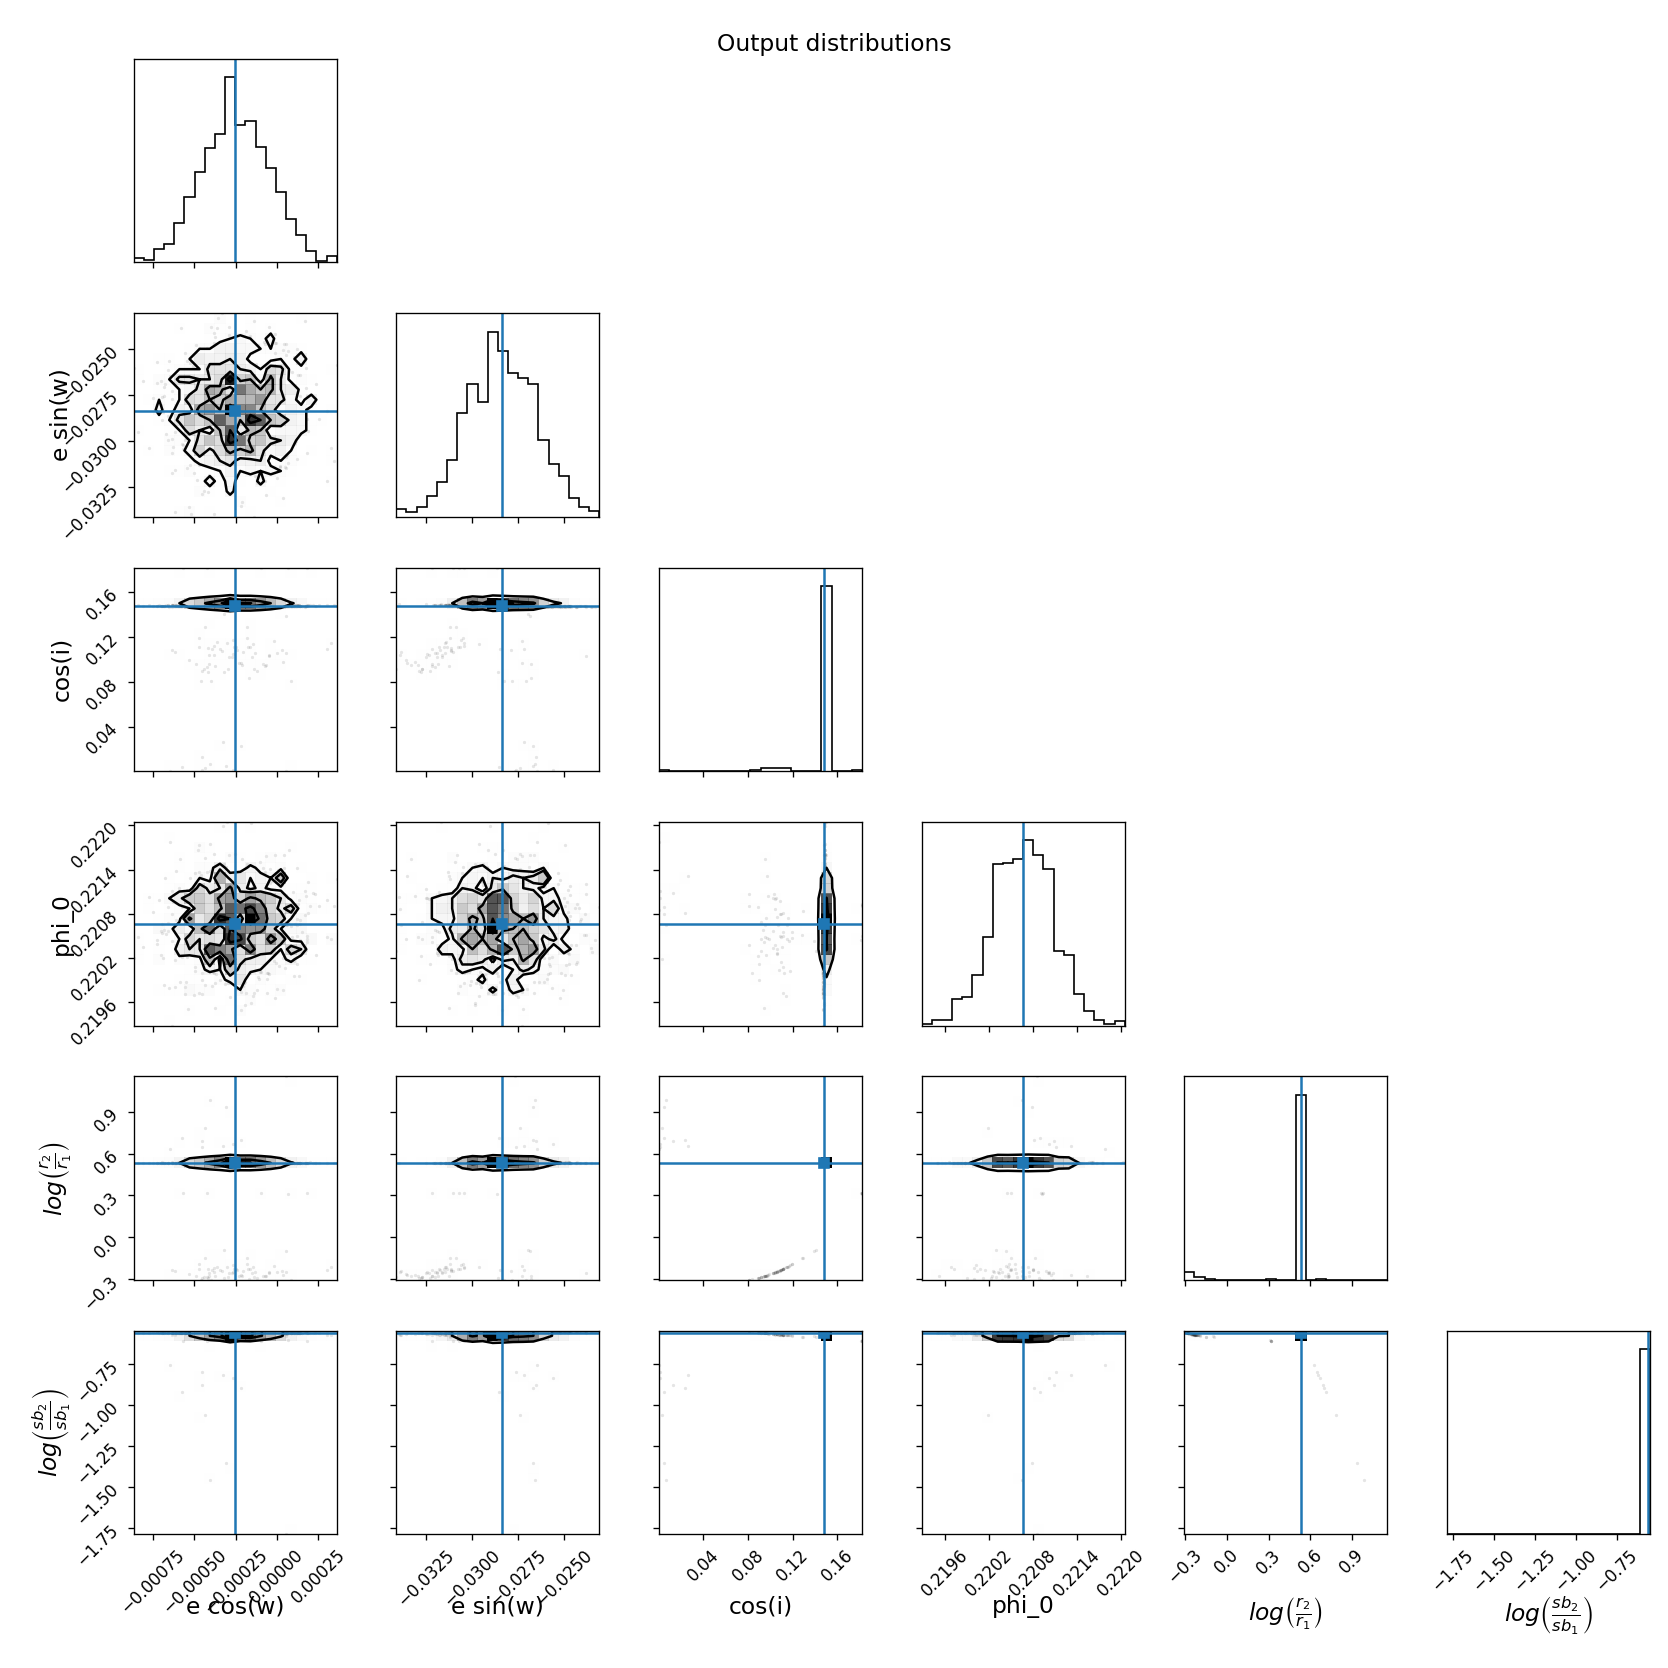 Output distributions
e sin(w)
−0.0250
−0.0275
−0.0300
−0.0325
cos(i)
0.16
0.12
0.08
0.04
phi_0
0.2220
0.2214
0.2208
0.2202
0.2196
log(r₂/r₁)
0.9
0.6
0.3
0.0
−0.3
log(sb₂/sb₁)
−0.75
−1.00
−1.25
−1.50
−1.75
−0.00075 −0.00050 −0.00025 0.00000 0.00025
e cos(w)
−0.0325 −0.0300 −0.0275 −0.0250
e sin(w)
0.04 0.08 0.12 0.16
cos(i)
0.2196 0.2202 0.2208 0.2214 0.2220
phi_0
−0.3 0.0 0.3 0.6 0.9
log(r₂/r₁)
−1.75 −1.50 −1.25 −1.00 −0.75
log(sb₂/sb₁)